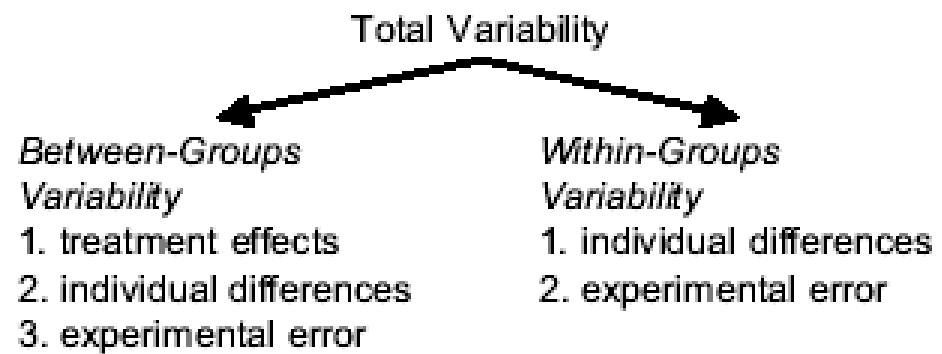 Total Variability
Between-Groups
Variability
1. treatment effects
2. individual differences
3. experimental error
Within-Groups
Variability
1. individual differences
2. experimental error